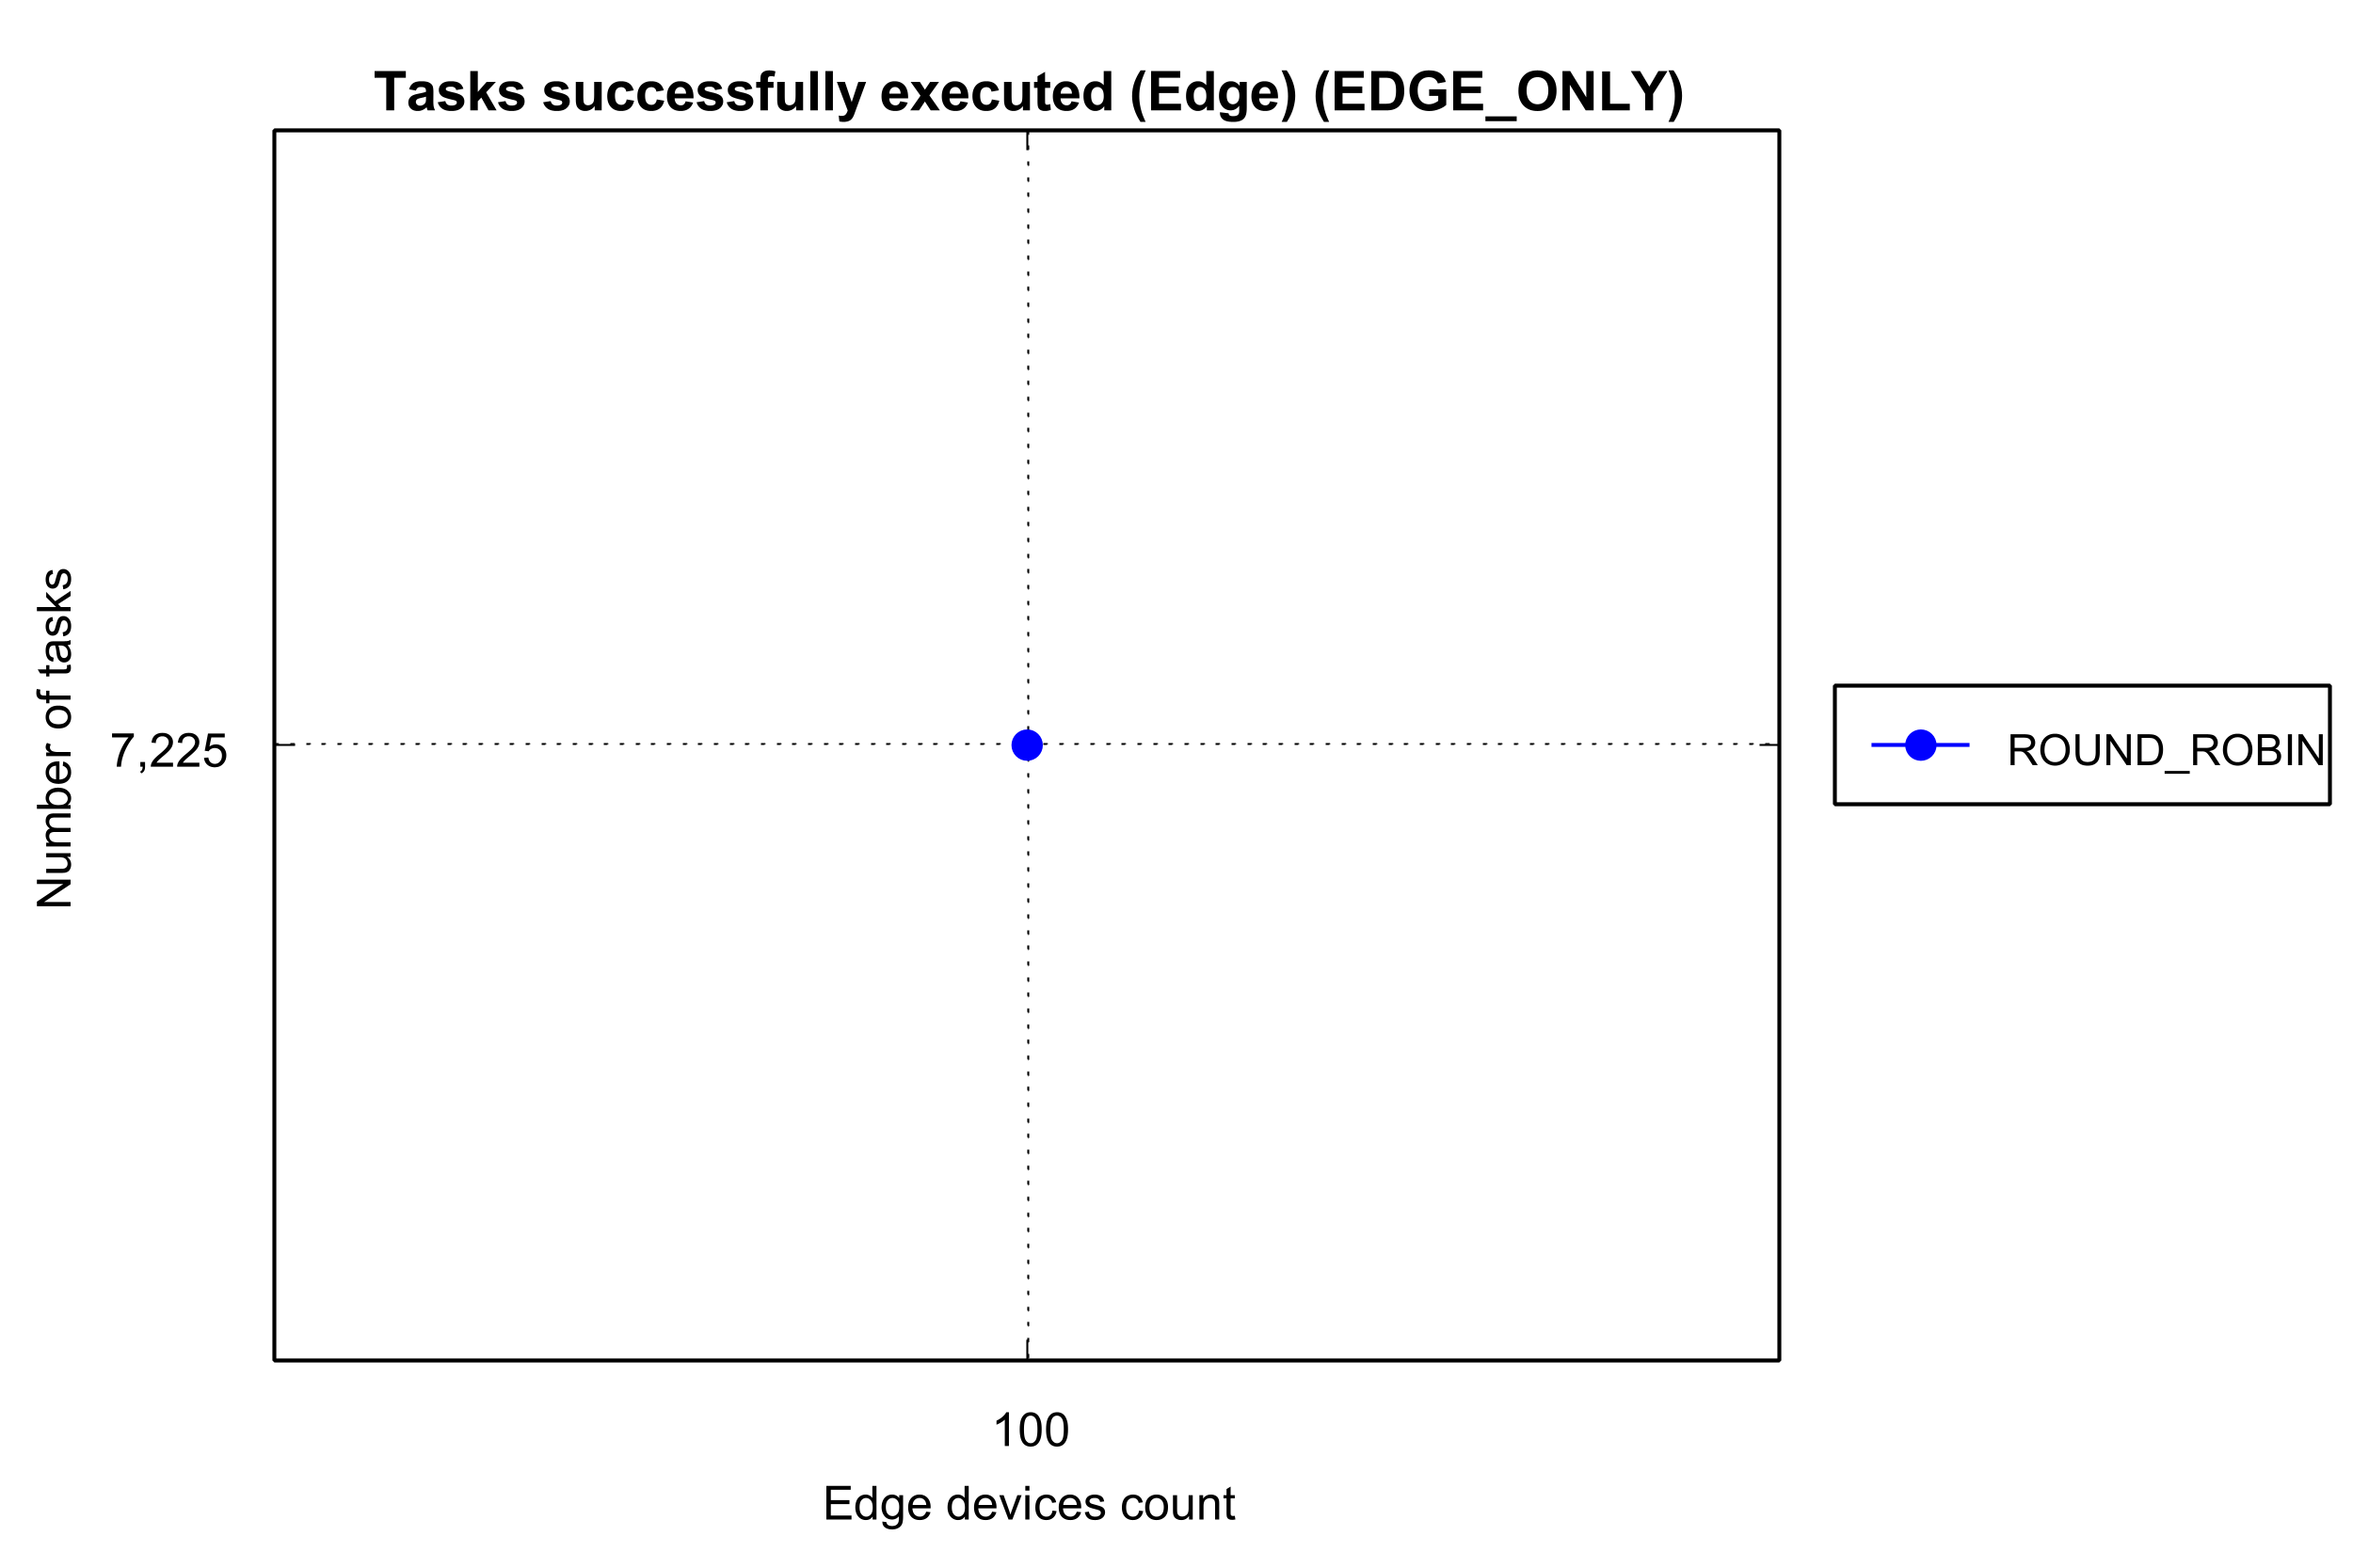 Tasks successfully executed (Edge) (EDGE_ONLY)
Number of tasks
7,225
ROUND_ROBIN
100
Edge devices count